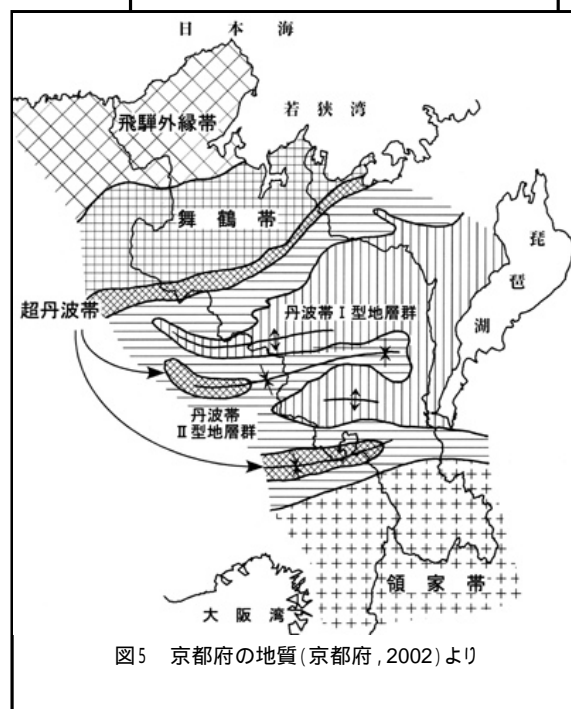 日本海
若狭湾
飛騨外縁帯
舞鶴帯
琵琶湖
超丹波帯
丹波帯Ⅰ型地層群
丹波帯
Ⅱ型地層群
領家帯
大阪湾
図5 京都府の地質(京都府,2002)より